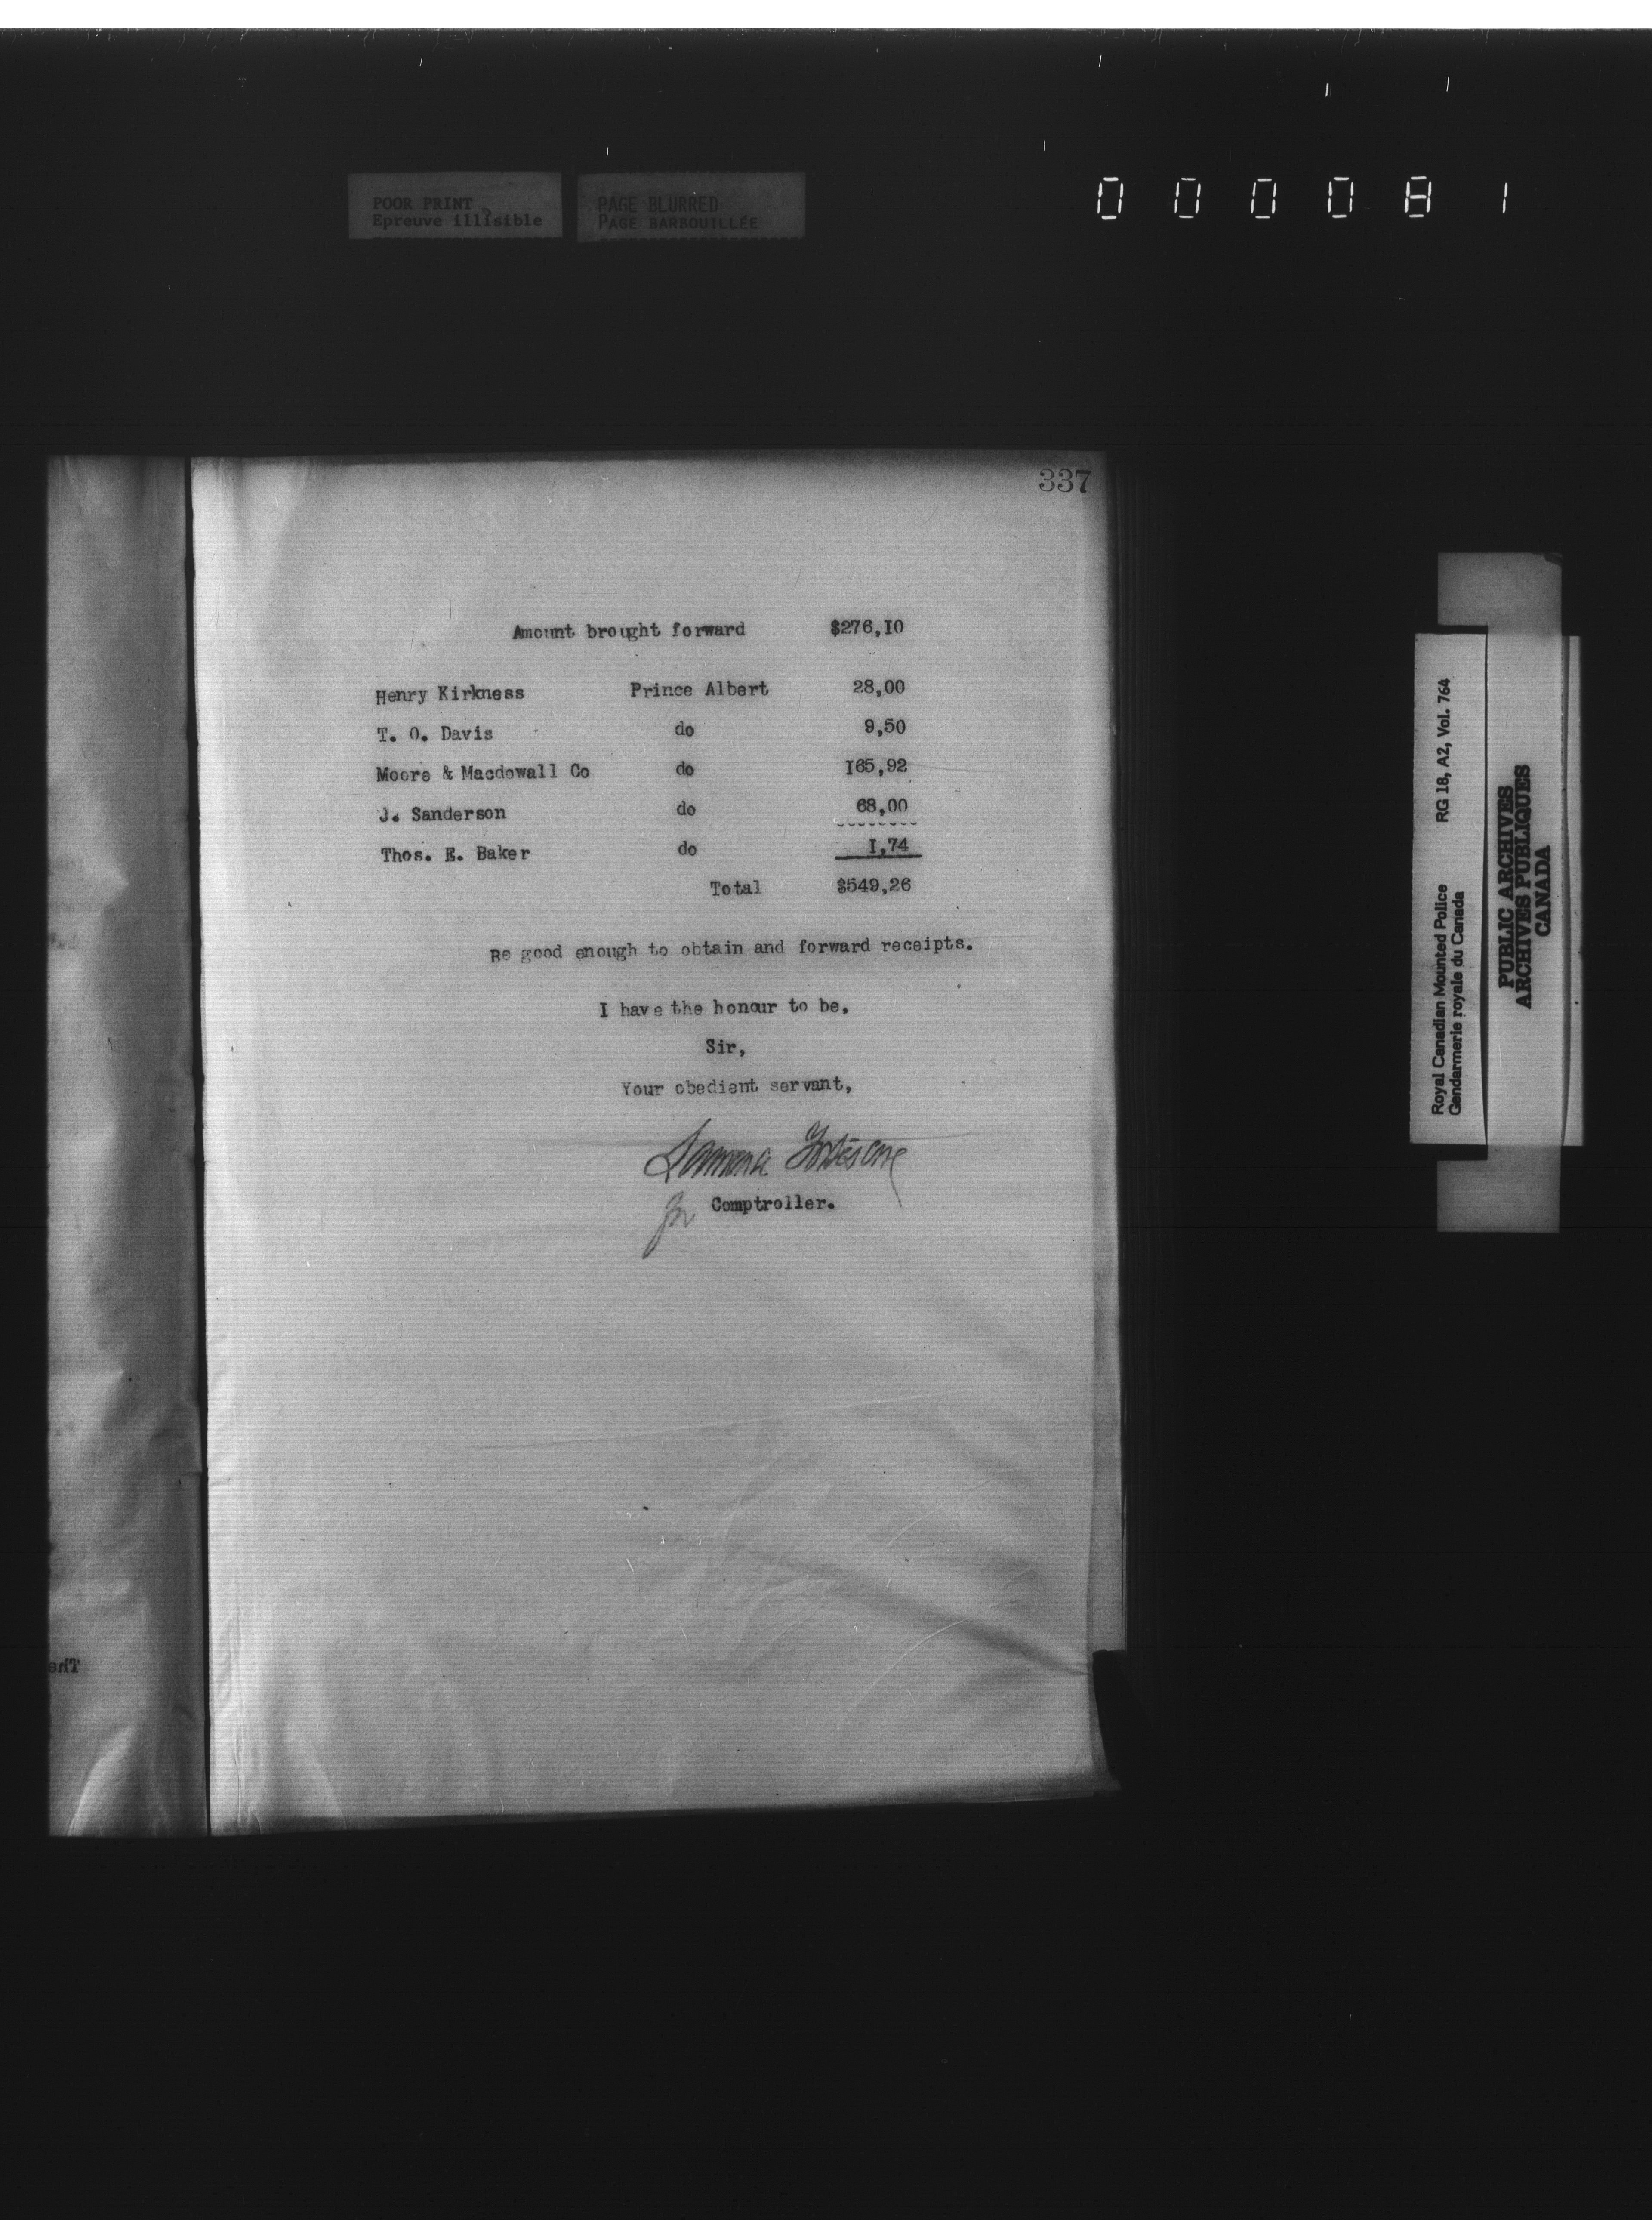 POOR PRINT
Epreuve illisible
PAGE BLURRED
PAGE BARBOUILLÉE
000081
337
Amount brought forward $276,10
Henry Kirkness Prince Albert 28,00
T. O. Davis do 9,50
Moore & Macdowall Co do 165,92
J. Sanderson do 68,00
Thos. E. Baker do 1,74
Total $549,26
Be good enough to obtain and forward receipts.
I have the honour to be,
Sir,
Your obedient servant,
for Comptroller.
The
Royal Canadian Mounted Police RG 18, A2, Vol. 764
Gendarmerie royale du Canada
PUBLIC ARCHIVES
ARCHIVES PUBLIQUES
CANADA